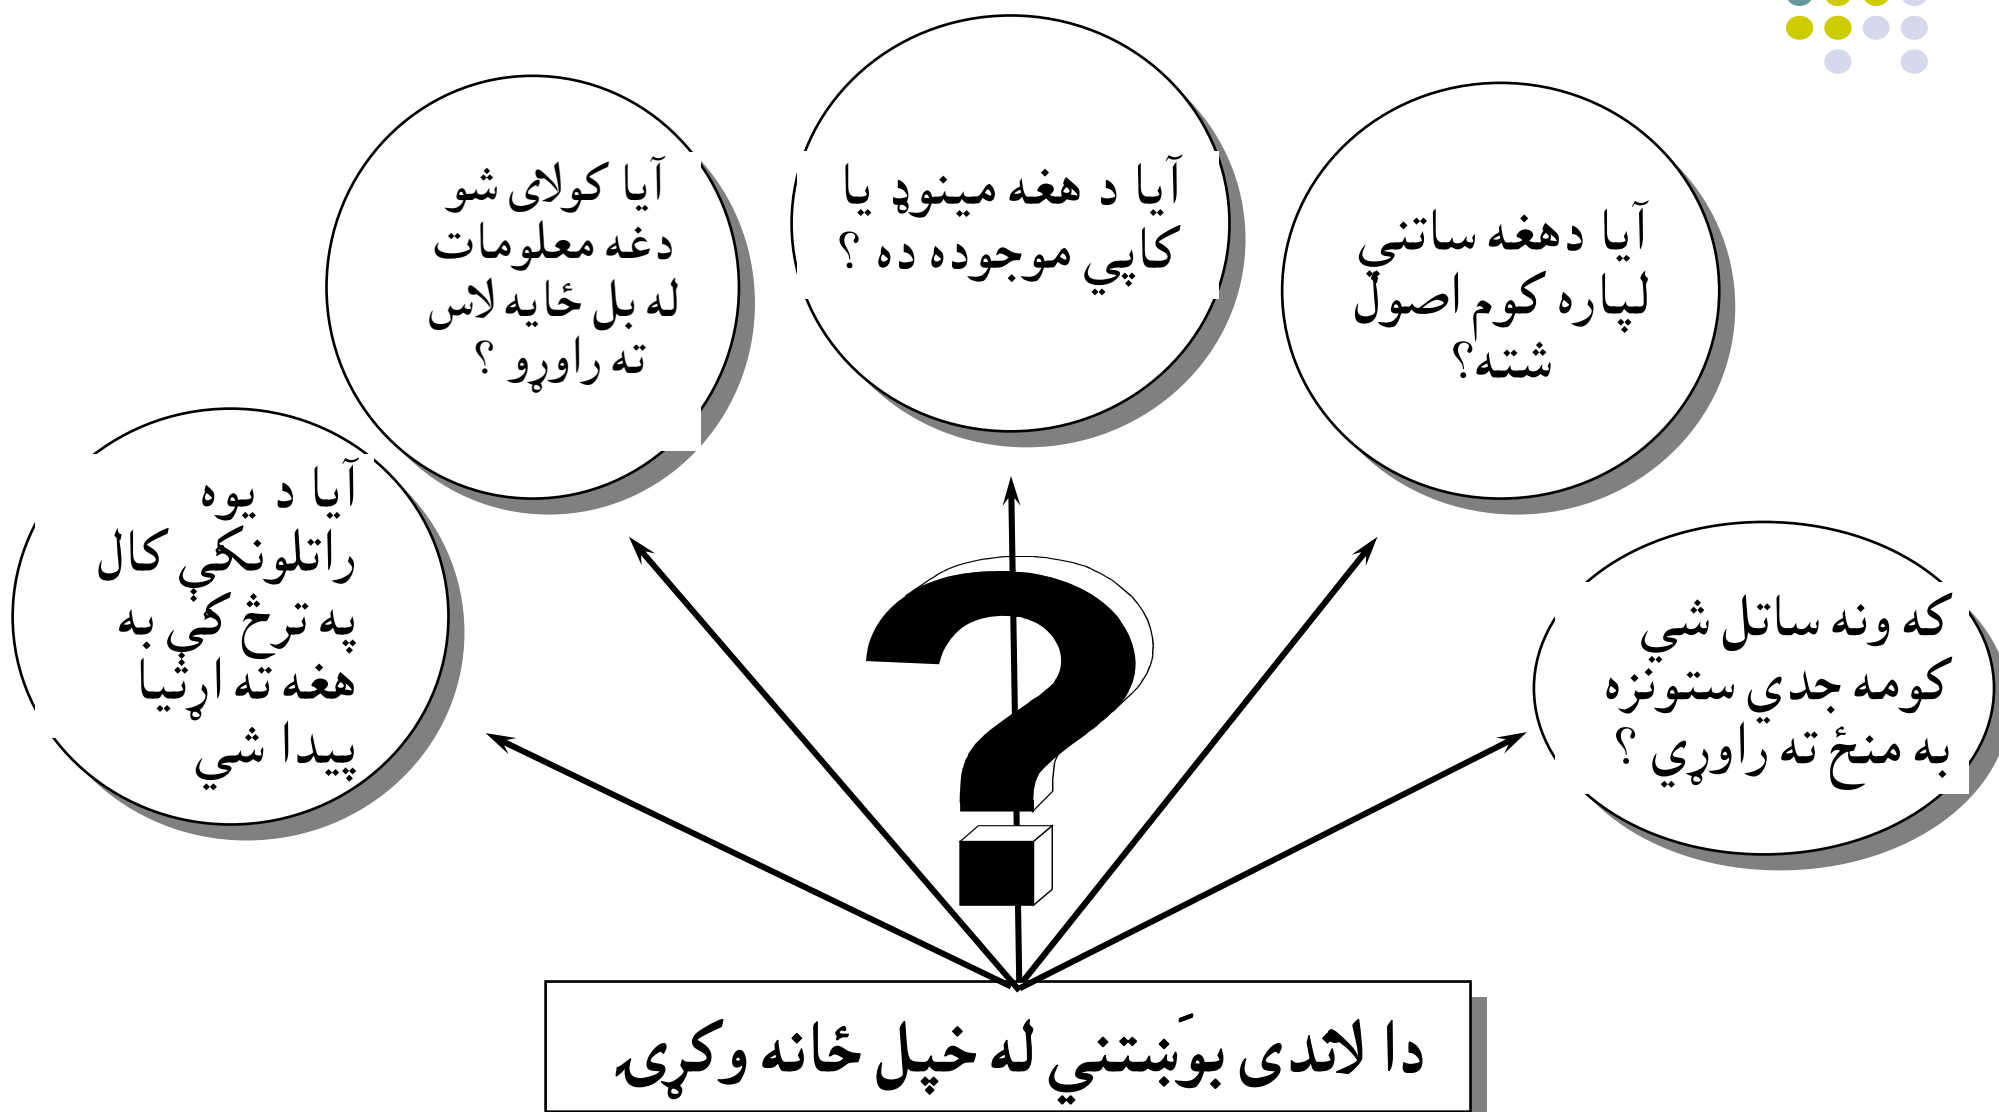 آیا د هغه مینوډ یا
کاپي موجوده ده ؟
آیا کولای شو
دغه معلومات
له بل ځایه لاس
ته راوړو ؟
آیا دهغه ساتني
لپاره کوم اصول
شته؟
آیا د یوه
راتلونکي کال
په ترڅ کي به
هغه ته اړتیا
پیدا شي
که ونه ساتل شي
کومه جدي ستونزه
به منځ ته راوړي ؟
دا لاندی پوښتني له خپل ځانه وکړی.